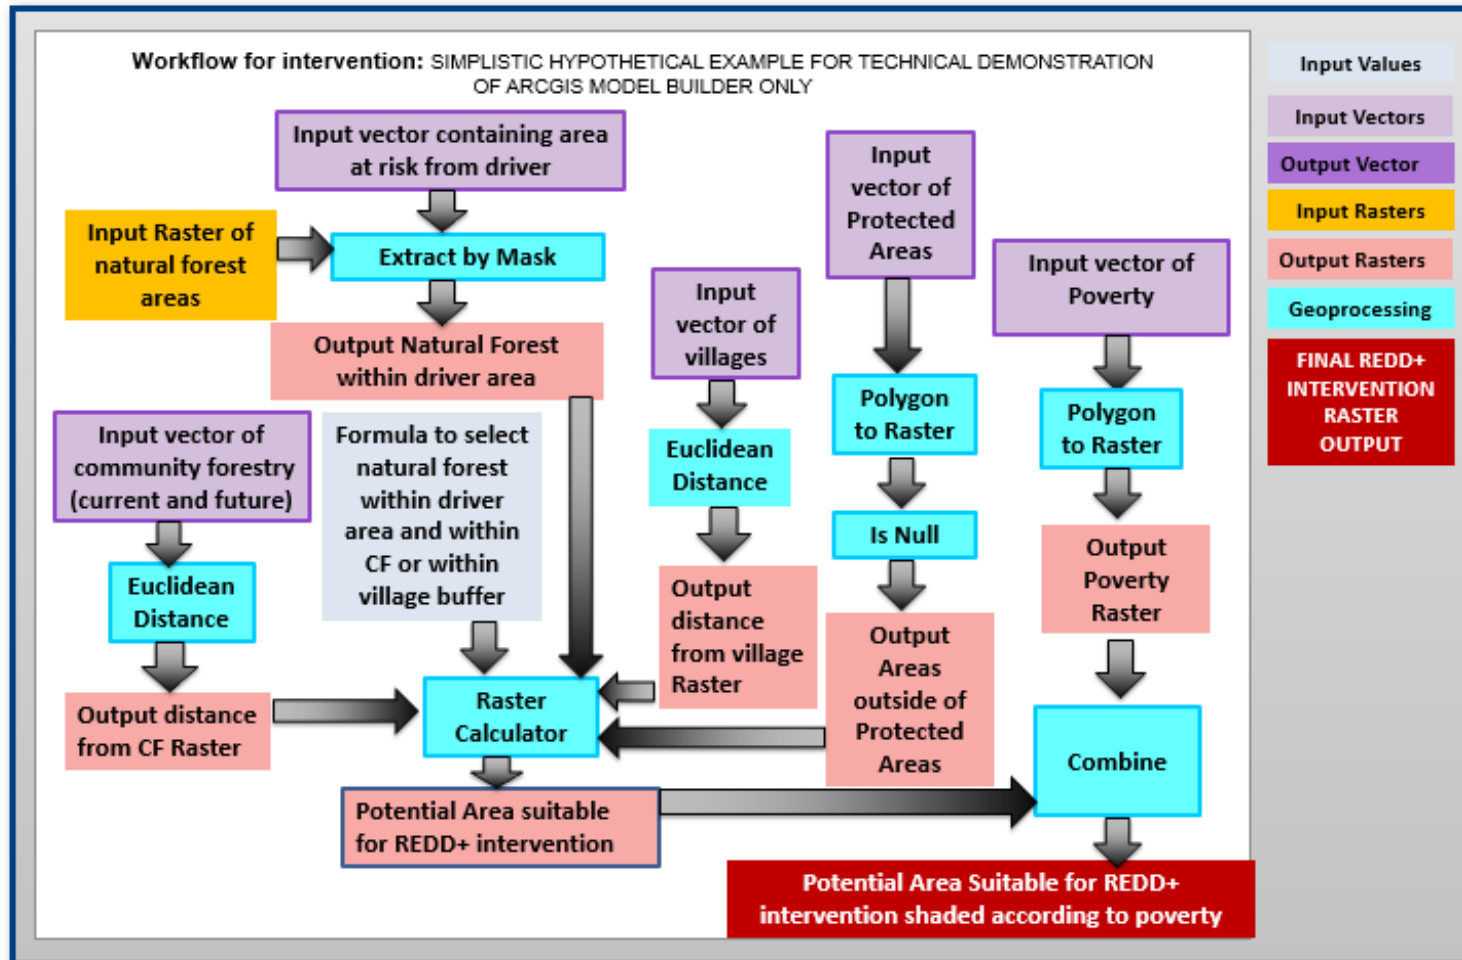 Workflow for intervention: SIMPLISTIC HYPOTHETICAL EXAMPLE FOR TECHNICAL DEMONSTRATION
OF ARCGIS MODEL BUILDER ONLY
Input vector containing area
at risk from driver
Input Raster of
natural forest
areas
Extract by Mask
Output Natural Forest
within driver area
Input vector of
community forestry
(current and future)
Euclidean
Distance
Output distance
from CF Raster
Formula to select
natural forest
within driver
area and within
CF or within
village buffer
Raster
Calculator
Potential Area suitable
for REDD+ intervention
Input
vector of
villages
Euclidean
Distance
Output
distance
from village
Raster
Input
vector of
Protected
Areas
Polygon
to Raster
Is Null
Output
Areas
outside of
Protected
Areas
Input vector of
Poverty
Polygon
to Raster
Output
Poverty
Raster
Combine
Potential Area Suitable for REDD+
intervention shaded according to poverty
Input Values
Input Vectors
Output Vector
Input Rasters
Output Rasters
Geoprocessing
FINAL REDD+
INTERVENTION
RASTER
OUTPUT